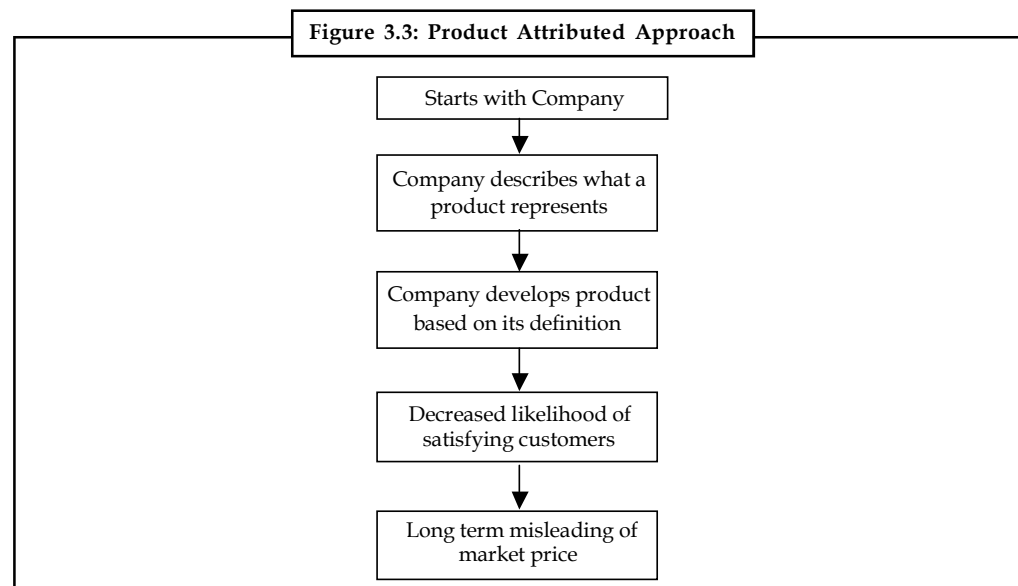 Figure 3.3: Product Attributed Approach
Starts with Company
Company describes what a
product represents
Company develops product
based on its definition
Decreased likelihood of
satisfying customers
Long term misleading of
market price